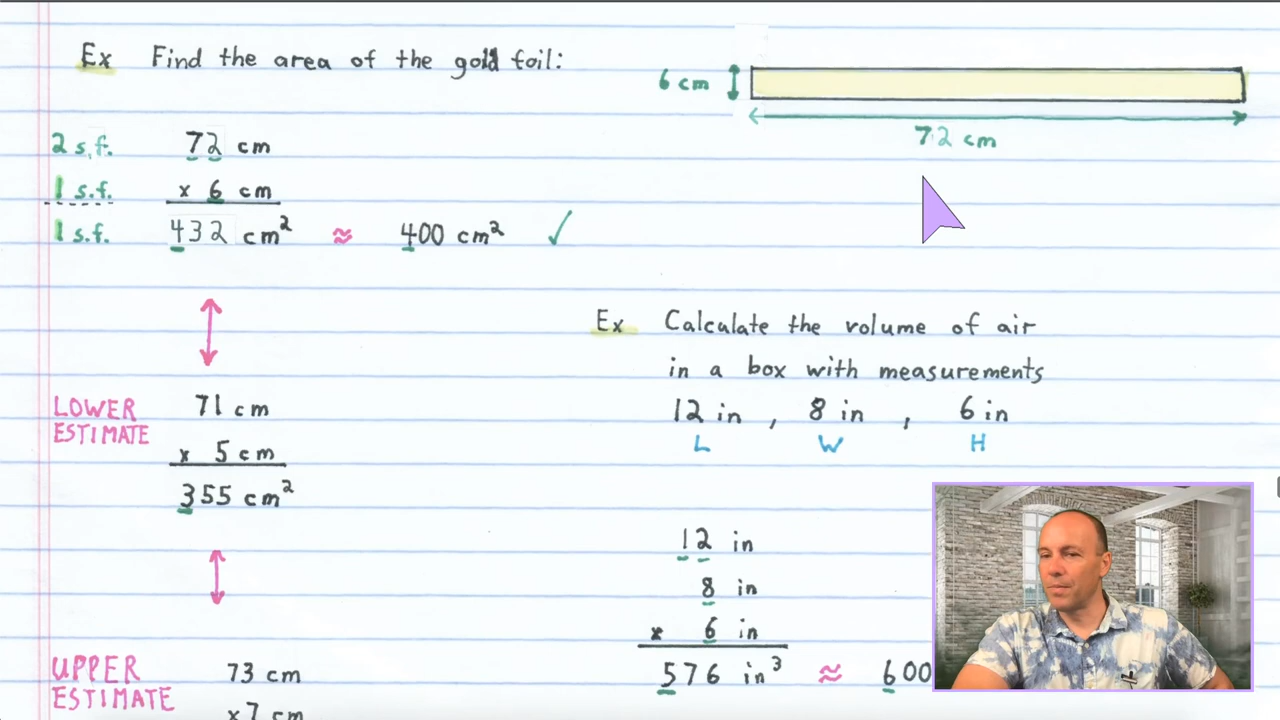 Ex Find the area of the gold foil:
6 cm
72 cm
2 s.f. 72 cm
1 s.f. x 6 cm
1 s.f. 432 cm² ≈ 400 cm² ✓
LOWER ESTIMATE
71 cm
x 5 cm
355 cm²
UPPER ESTIMATE
73 cm
x 7 cm
Ex Calculate the volume of air
in a box with measurements
12 in , 8 in , 6 in
L W H
12 in
8 in
x 6 in
576 in³ ≈ 600